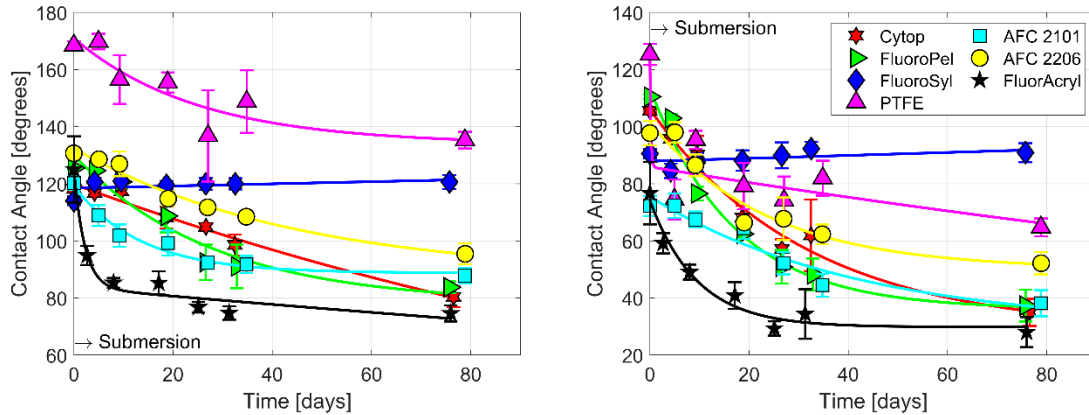 180
160
140
120
100
80
60
Contact Angle [degrees]
→ Submersion
0
20
40
60
80
Time [days]
140
120
100
80
60
40
20
Contact Angle [degrees]
→ Submersion
Cytop
FluoroPel
FluoroSyl
PTFE
AFC 2101
AFC 2206
FluorAcryl
0
20
40
60
80
Time [days]